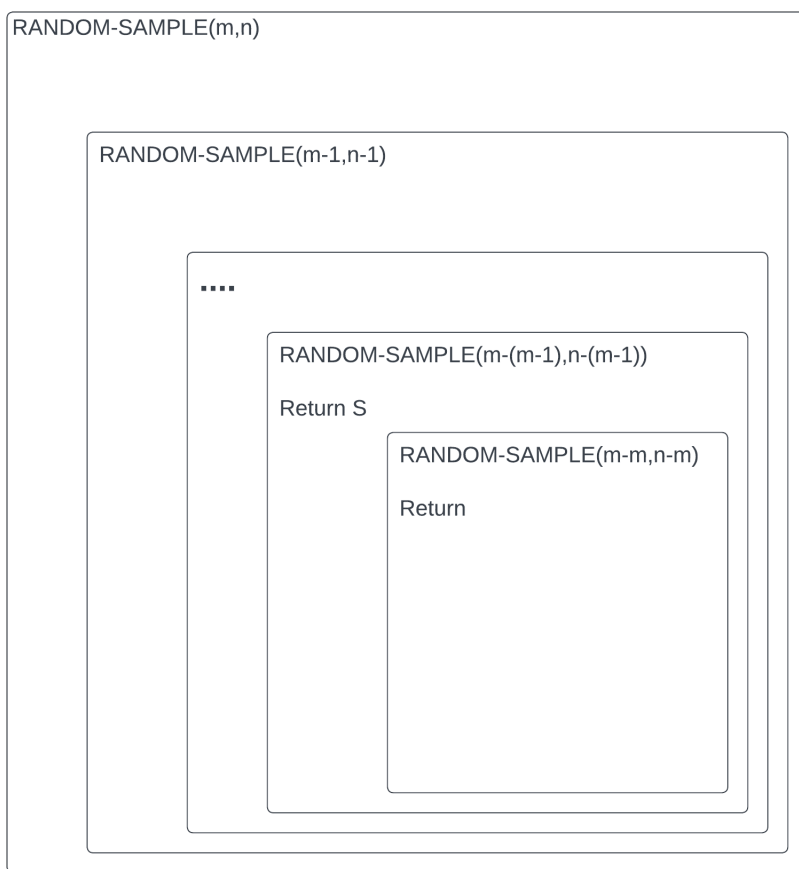 RANDOM-SAMPLE(m,n)
RANDOM-SAMPLE(m-1,n-1)
....
RANDOM-SAMPLE(m-(m-1),n-(m-1))
Return S
RANDOM-SAMPLE(m-m,n-m)
Return